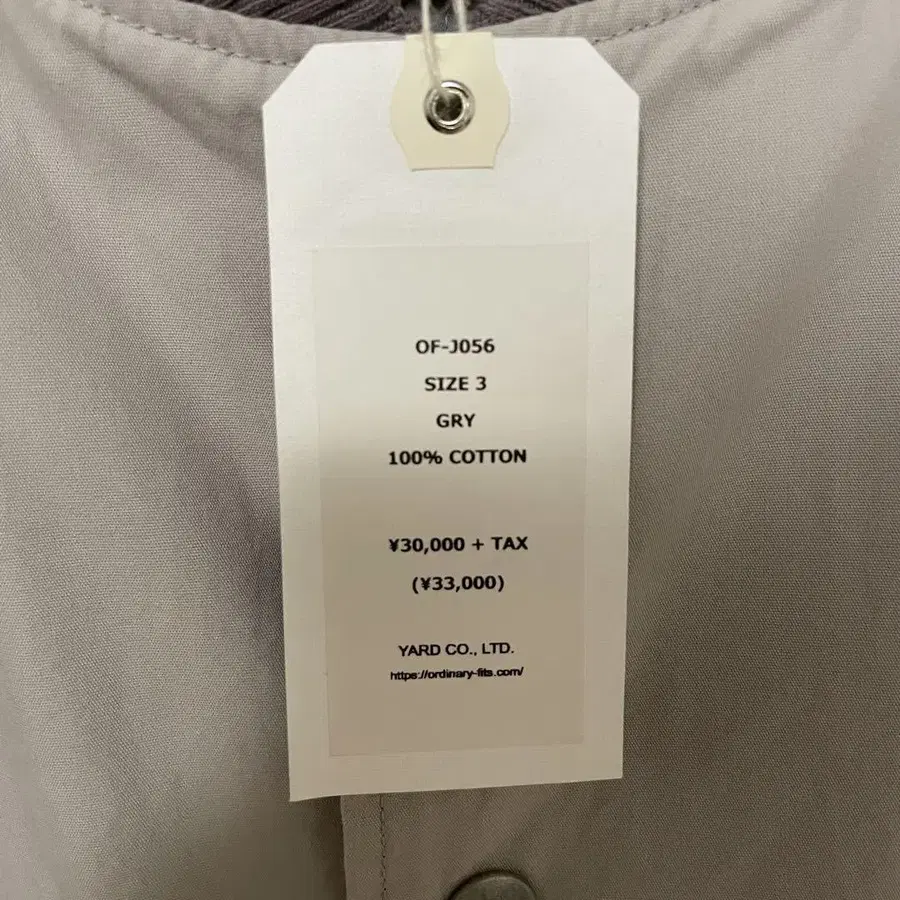 OF-J056
SIZE 3
GRY
100% COTTON
¥30,000 + TAX
(¥33,000)
YARD CO., LTD.
https://ordinary-fits.com/